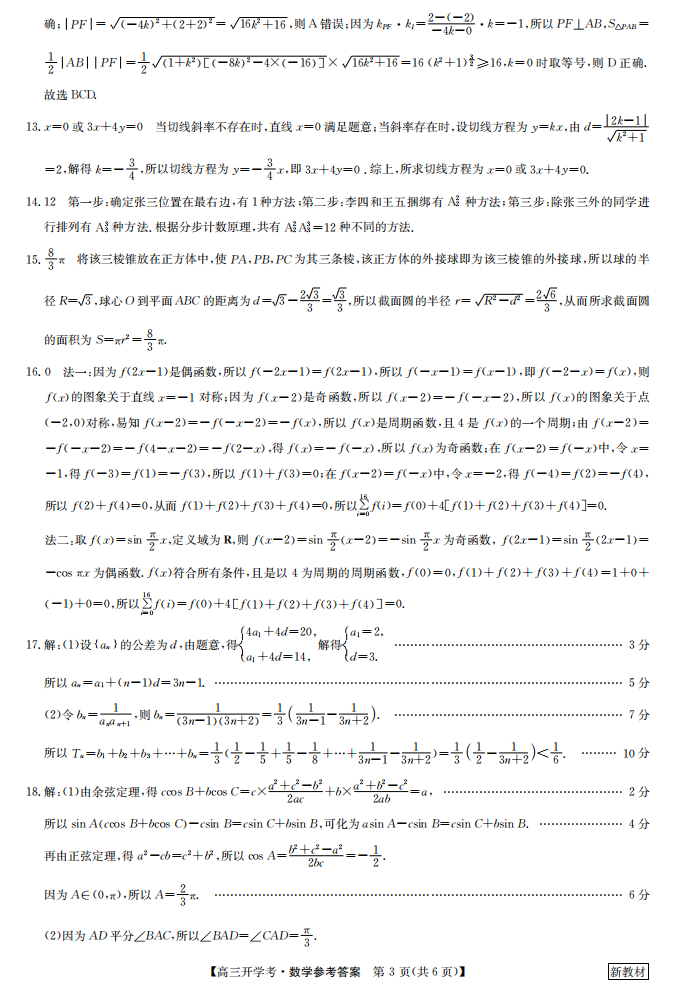 确;|PF|=√((-4k)²+(2+2)²)=√(16k²+16),则 A 错误;因为 k_PF·k_l=(2-(-2))/(-4k-0)·k=-1,所以 PF⊥AB,S△PAB=
1/2|AB||PF|=1/2√((1+k²)[(-8k)²-4×(-16)])×√(16k²+16)=16(k²+1)^(3/2)≥16,k=0 时取等号,则 D 正确.
故选 BCD.
13. x=0 或 3x+4y=0 当切线斜率不存在时,直线 x=0 满足题意;当斜率存在时,设切线方程为 y=kx,由 d=|2k-1|/√(k²+1)
=2,解得 k=-3/4,所以切线方程为 y=-3/4x,即 3x+4y=0.综上,所求切线方程为 x=0 或 3x+4y=0.
14. 12 第一步:确定张三位置在最右边,有 1 种方法;第二步:李四和王五捆绑有 A₂² 种方法;第三步:除张三外的同学进
行排列有 A₃³ 种方法.根据分步计数原理,共有 A₂²A₃³=12 种不同的方法.
15. 8/3π 将该三棱锥放在正方体中,使 PA,PB,PC 为其三条棱,该正方体的外接球即为该三棱锥的外接球,所以球的半
径 R=√3,球心 O 到平面 ABC 的距离为 d=√3-2√3/3=√3/3,所以截面圆的半径 r=√(R²-d²)=2√6/3,从而所求截面圆
的面积为 S=πr²=8/3π.
16. 0 法一:因为 f(2x-1)是偶函数,所以 f(-2x-1)=f(2x-1),所以 f(-x-1)=f(x-1),即 f(-2-x)=f(x),则
f(x)的图象关于直线 x=-1 对称;因为 f(x-2)是奇函数,所以 f(x-2)=-f(-x-2),所以 f(x)的图象关于点
(-2,0)对称,易知 f(x-2)=-f(-x-2)=-f(x),所以 f(x)是周期函数,且 4 是 f(x)的一个周期;由 f(x-2)=
-f(-x-2)=-f(4-x-2)=-f(2-x),得 f(x)=-f(-x),所以 f(x)为奇函数;在 f(x-2)=f(-x)中,令 x=
-1,得 f(-3)=f(1)=-f(3),所以 f(1)+f(3)=0;在 f(x-2)=f(-x)中,令 x=-2,得 f(-4)=f(2)=-f(4),
所以 f(2)+f(4)=0,从而 f(1)+f(2)+f(3)+f(4)=0,所以∑_{i=0}^{16}f(i)=f(0)+4[f(1)+f(2)+f(3)+f(4)]=0.
法二:取 f(x)=sin π/2x,定义域为 R,则 f(x-2)=sin π/2(x-2)=-sin π/2x 为奇函数,f(2x-1)=sin π/2(2x-1)=
-cos πx 为偶函数.f(x)符合所有条件,且是以 4 为周期的周期函数,f(0)=0,f(1)+f(2)+f(3)+f(4)=1+0+
(-1)+0=0,所以∑_{i=0}^{16}f(i)=f(0)+4[f(1)+f(2)+f(3)+f(4)]=0.
17. 解:(1)设{aₙ}的公差为 d,由题意,得{4a₁+4d=20, a₁+4d=14, 解得{a₁=2, d=3. …… 3 分
所以 aₙ=a₁+(n-1)d=3n-1. …… 5 分
(2)令 bₙ=1/(aₙaₙ₊₁),则 bₙ=1/((3n-1)(3n+2))=1/3(1/(3n-1)-1/(3n+2)). …… 7 分
所以 Tₙ=b₁+b₂+b₃+…+bₙ=1/3(1/2-1/5+1/5-1/8+…+1/(3n-1)-1/(3n+2))=1/3(1/2-1/(3n+2))<1/6. …… 10 分
18. 解:(1)由余弦定理,得 ccos B+bcos C=c×(a²+c²-b²)/2ac+b×(a²+b²-c²)/2ab=a, …… 2 分
所以 sin A(ccos B+bcos C)-csin B=csin C+bsin B,可化为 asin A-csin B=csin C+bsin B. …… 4 分
再由正弦定理,得 a²-cb=c²+b²,所以 cos A=(b²+c²-a²)/2bc=-1/2.
因为 A∈(0,π),所以 A=2/3π. …… 6 分
(2)因为 AD 平分∠BAC,所以∠BAD=∠CAD=π/3.
【高三开学考·数学参考答案 第 3 页(共 6 页)】 新教材